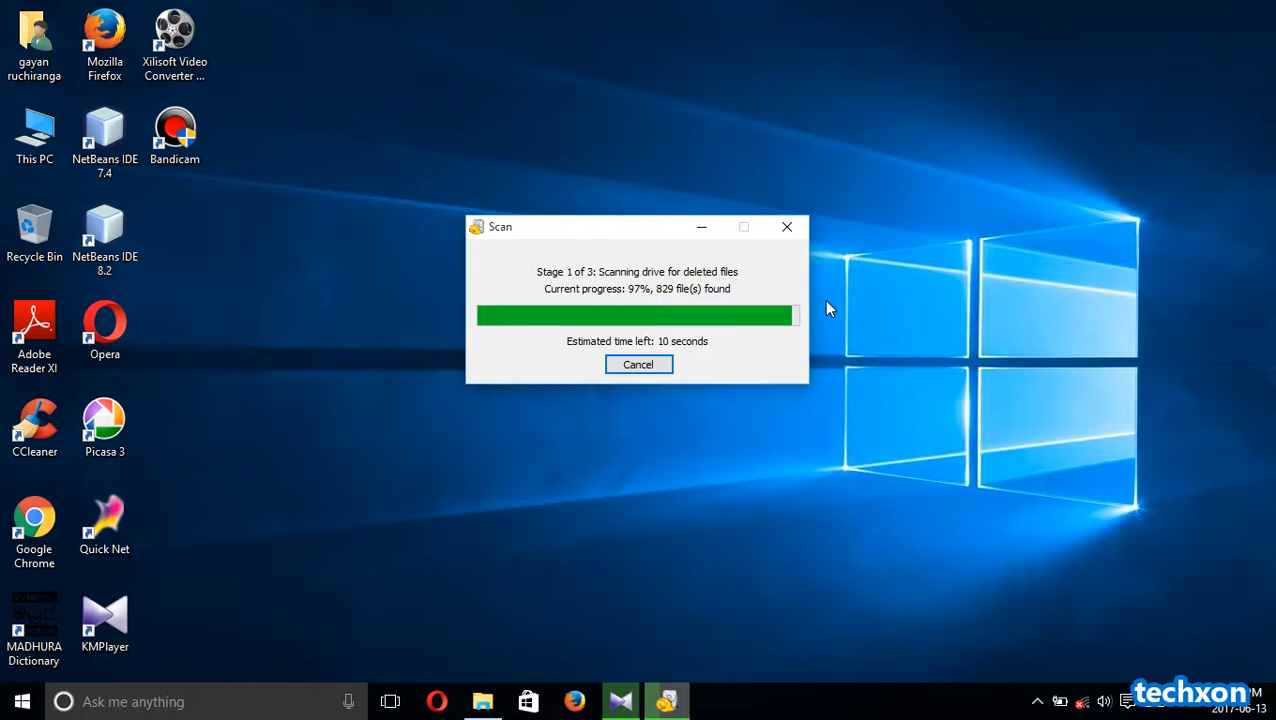 gayan
ruchiranga
Mozilla
Firefox
Xilisoft Video
Converter ...
This PC
NetBeans IDE
7.4
Bandicam
Recycle Bin
NetBeans IDE
8.2
Adobe
Reader XI
Opera
CCleaner
Picasa 3
Google
Chrome
Quick Net
MADHURA
Dictionary
KMPlayer
Scan
Stage 1 of 3: Scanning drive for deleted files
Current progress: 97%, 829 file(s) found
Estimated time left: 10 seconds
Cancel
Ask me anything
techxon
2017-06-13